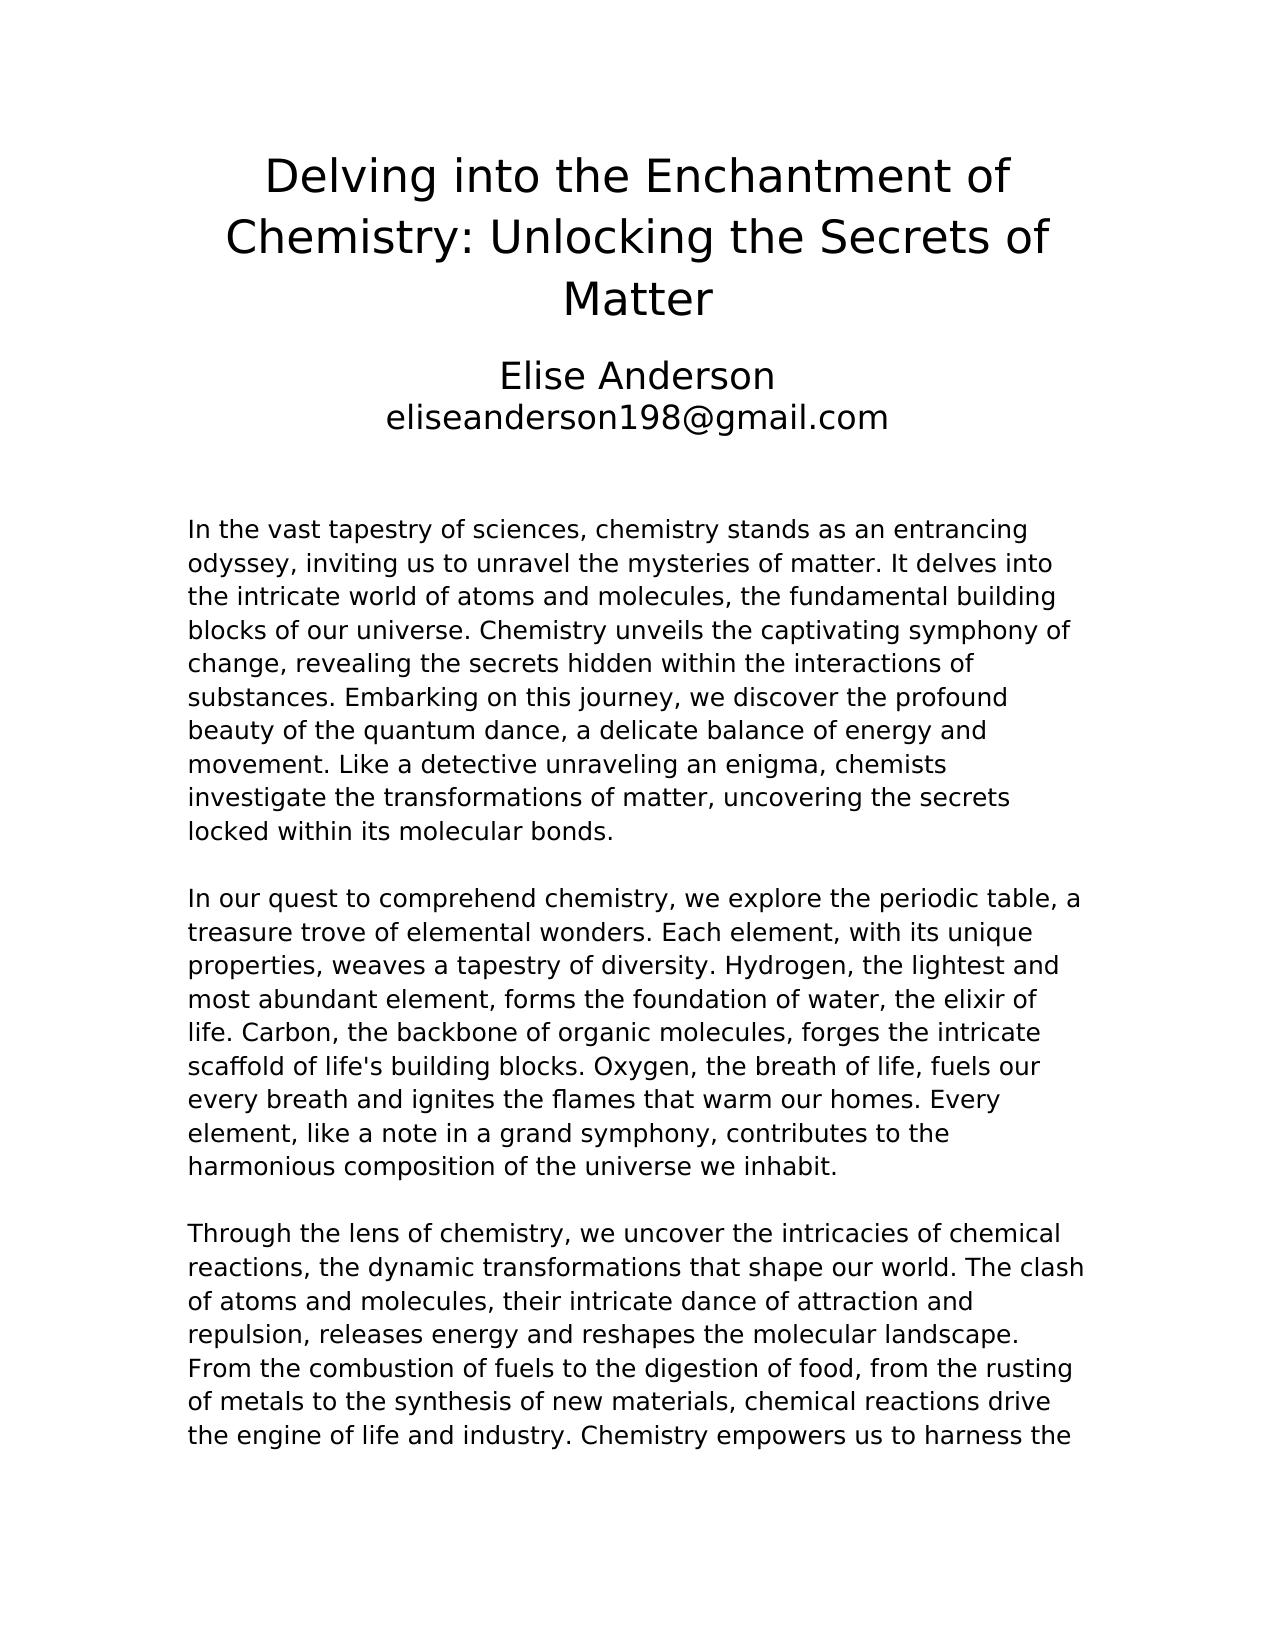 Delving into the Enchantment of
Chemistry: Unlocking the Secrets of
Matter
Elise Anderson
eliseanderson198@gmail.com
In the vast tapestry of sciences, chemistry stands as an entrancing
odyssey, inviting us to unravel the mysteries of matter. It delves into
the intricate world of atoms and molecules, the fundamental building
blocks of our universe. Chemistry unveils the captivating symphony of
change, revealing the secrets hidden within the interactions of
substances. Embarking on this journey, we discover the profound
beauty of the quantum dance, a delicate balance of energy and
movement. Like a detective unraveling an enigma, chemists
investigate the transformations of matter, uncovering the secrets
locked within its molecular bonds.
In our quest to comprehend chemistry, we explore the periodic table, a
treasure trove of elemental wonders. Each element, with its unique
properties, weaves a tapestry of diversity. Hydrogen, the lightest and
most abundant element, forms the foundation of water, the elixir of
life. Carbon, the backbone of organic molecules, forges the intricate
scaffold of life's building blocks. Oxygen, the breath of life, fuels our
every breath and ignites the flames that warm our homes. Every
element, like a note in a grand symphony, contributes to the
harmonious composition of the universe we inhabit.
Through the lens of chemistry, we uncover the intricacies of chemical
reactions, the dynamic transformations that shape our world. The clash
of atoms and molecules, their intricate dance of attraction and
repulsion, releases energy and reshapes the molecular landscape.
From the combustion of fuels to the digestion of food, from the rusting
of metals to the synthesis of new materials, chemical reactions drive
the engine of life and industry. Chemistry empowers us to harness the